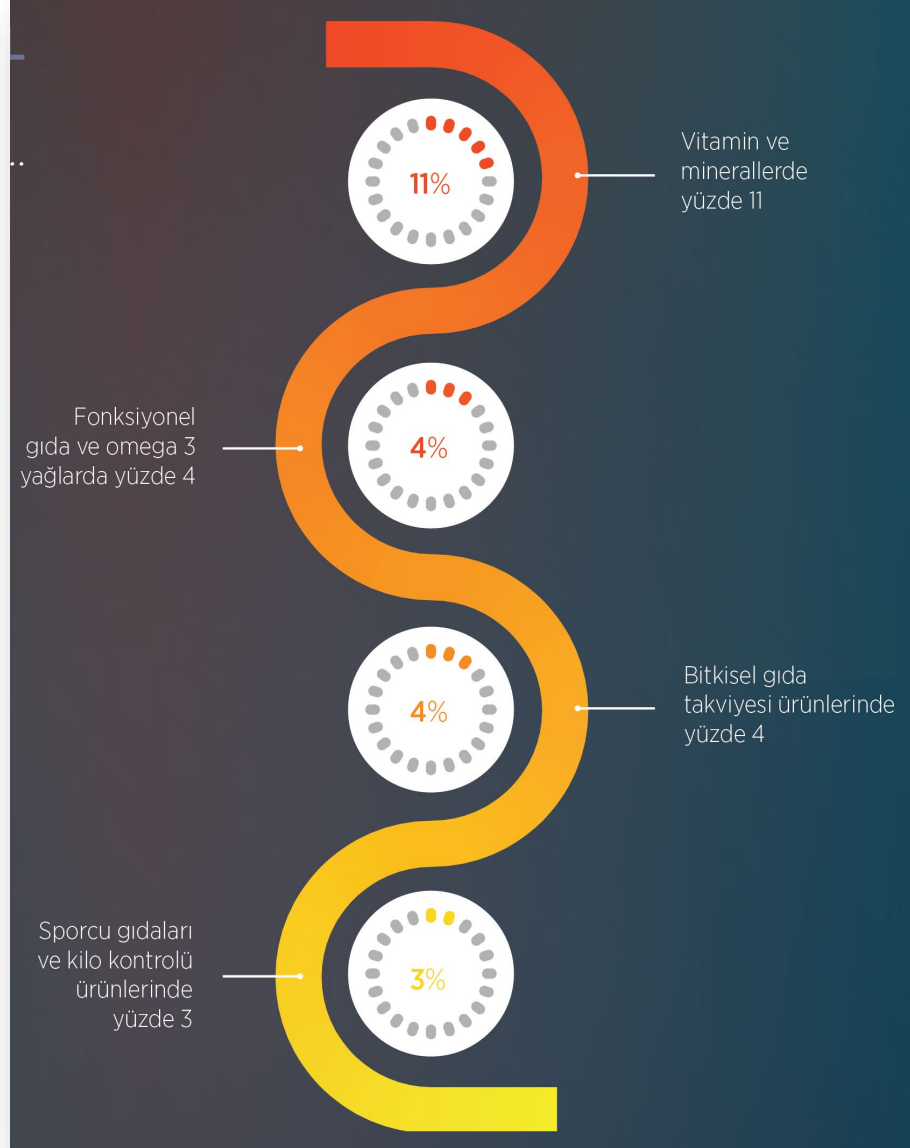 11%
Vitamin ve
minerallerde
yüzde 11
Fonksiyonel
gıda ve omega 3
yağlarda yüzde 4
4%
4%
Bitkisel gıda
takviyesi ürünlerinde
yüzde 4
Sporcu gıdaları
ve kilo kontrolü
ürünlerinde
yüzde 3
3%